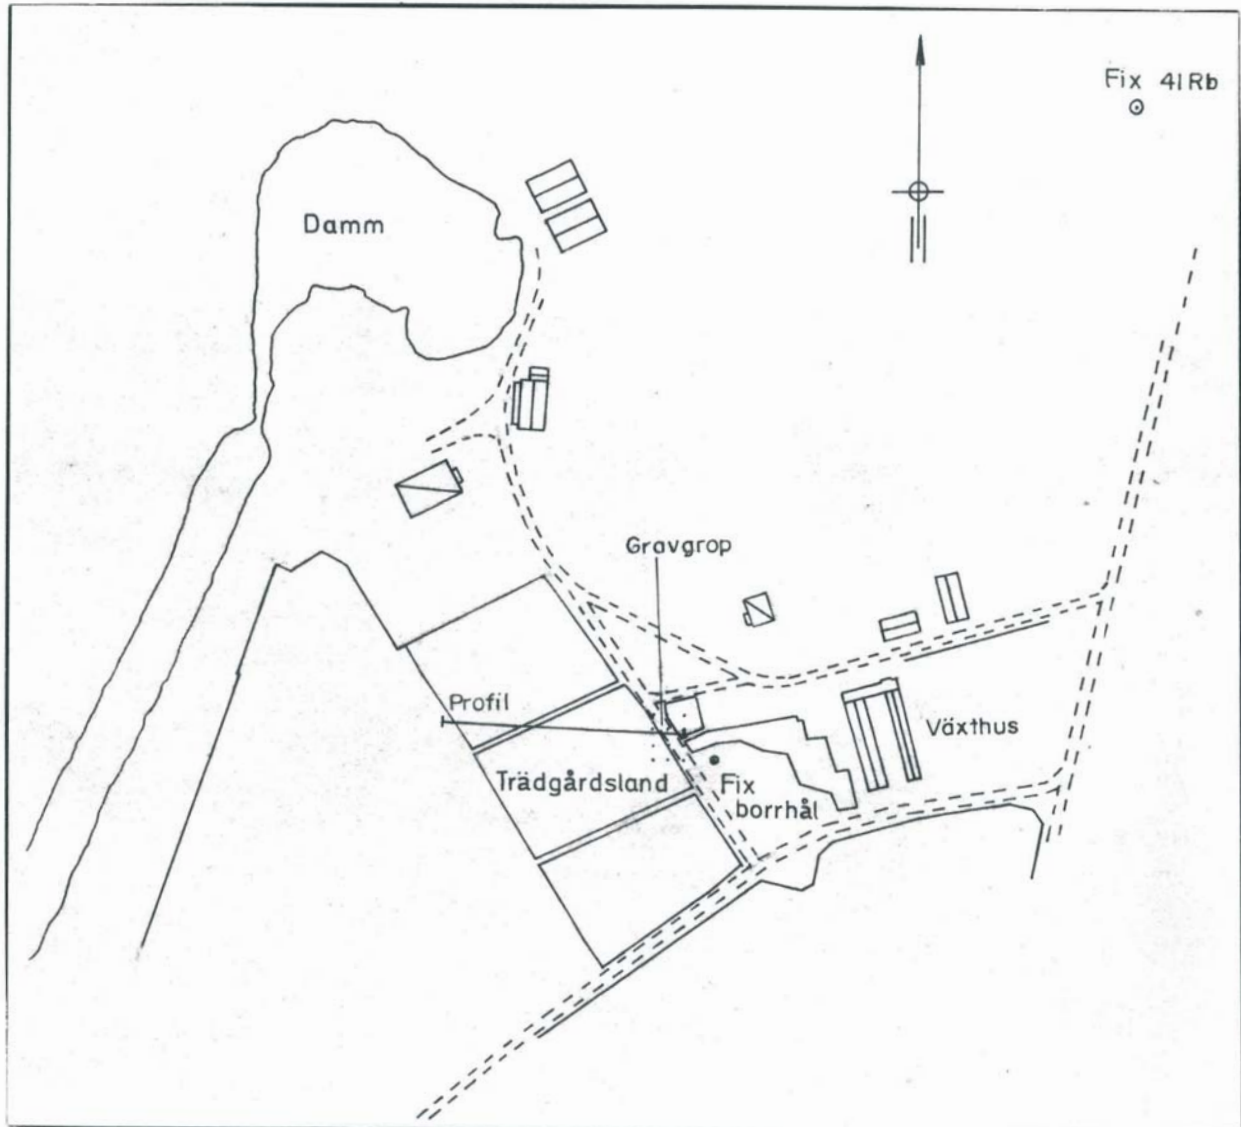 Fix 41Rb
Damm
Gravgrop
Profil
Växthus
Trädgårdsland
Fix
borrhål